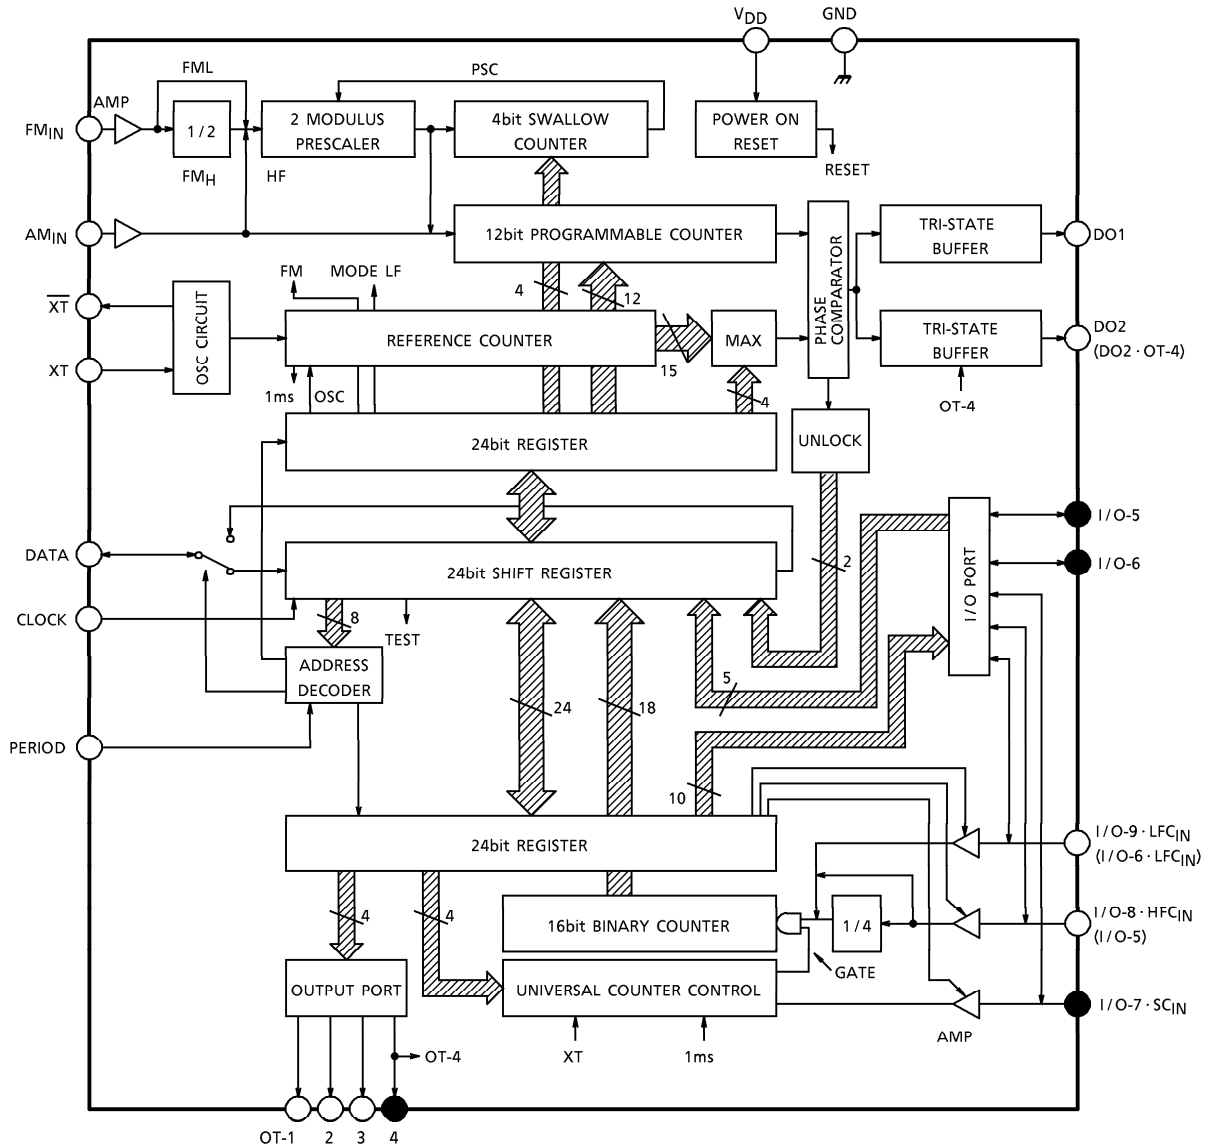 VDD
GND
FML
PSC
AMP
FMIN
1/2
2 MODULUS
PRESCALER
4bit SWALLOW
COUNTER
POWER ON
RESET
FMH
HF
RESET
AMIN
12bit PROGRAMMABLE COUNTER
PHASE
COMPARATOR
TRI-STATE
BUFFER
DO1
FM
MODE LF
4
12
XT
OSC CIRCUIT
REFERENCE COUNTER
15
MAX
TRI-STATE
BUFFER
DO2
(DO2·OT-4)
XT
1ms
OSC
4
OT-4
24bit REGISTER
UNLOCK
I/O-5
DATA
24bit SHIFT REGISTER
2
I/O PORT
I/O-6
CLOCK
8
TEST
ADDRESS
DECODER
5
24
18
PERIOD
10
24bit REGISTER
I/O-9·LFCIN
(I/O-6·LFCIN)
4
4
16bit BINARY COUNTER
1/4
I/O-8·HFCIN
(I/O-5)
GATE
OUTPUT PORT
UNIVERSAL COUNTER CONTROL
I/O-7·SCIN
AMP
OT-4
XT
1ms
OT-1
2
3
4